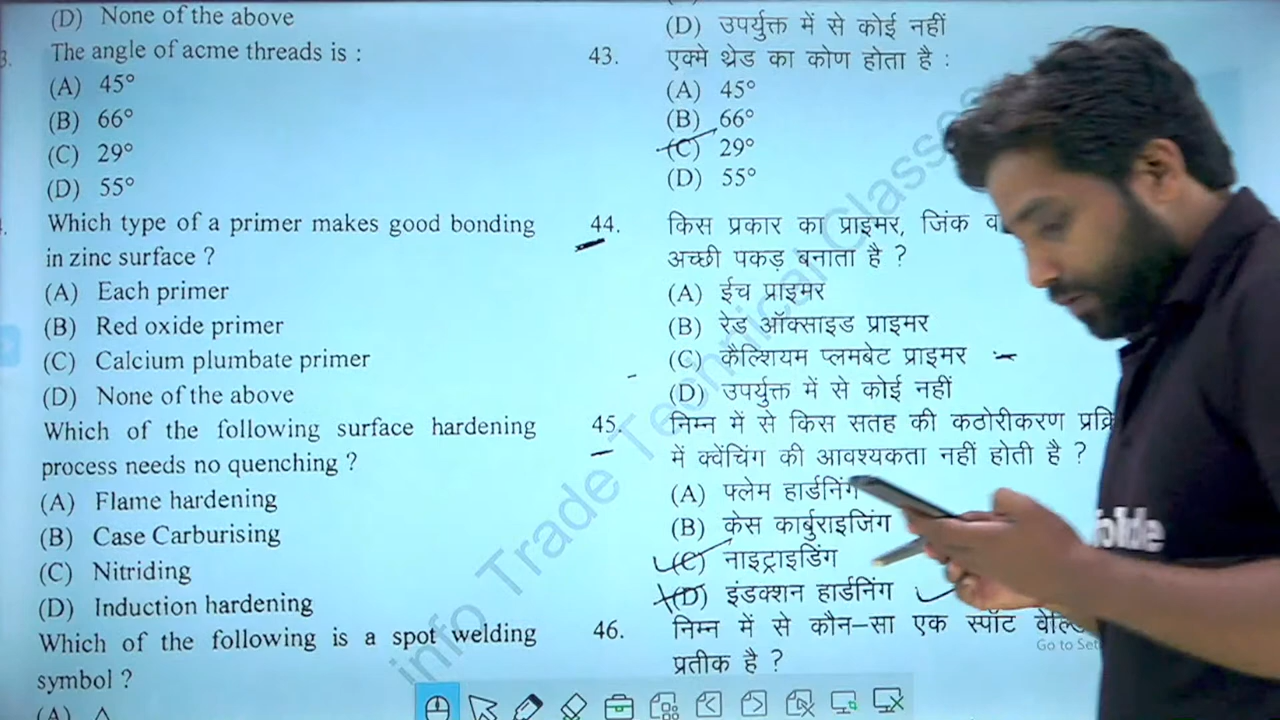 (D) None of the above
3. The angle of acme threads is :
(A) 45°
(B) 66°
(C) 29°
(D) 55°
Which type of a primer makes good bonding
in zinc surface ?
(A) Each primer
(B) Red oxide primer
(C) Calcium plumbate primer
(D) None of the above
Which of the following surface hardening
process needs no quenching ?
(A) Flame hardening
(B) Case Carburising
(C) Nitriding
(D) Induction hardening
Which of the following is a spot welding
symbol ?
(A)
(D) उपर्युक्त में से कोई नहीं
43. एक्मे थ्रेड का कोण होता है :
(A) 45°
(B) 66°
(C) 29°
(D) 55°
44. किस प्रकार का प्राइमर, जिंक
अच्छी पकड़ बनाता है ?
(A) ईच प्राइमर
(B) रेड ऑक्साइड प्राइमर
(C) कैल्शियम प्लमबेट प्राइमर
(D) उपर्युक्त में से कोई नहीं
45. निम्न में से किस सतह की कठोरीकरण
में क्वेंचिंग की आवश्यकता नहीं होती है ?
(A) फ्लेम हार्डनिंग
(B) केस कार्बुराइजिंग
(C) नाइट्राइडिंग
(D) इंडक्शन हार्डनिंग
46. निम्न में से कौन-सा एक स्पॉट
प्रतीक है ?
Go to
info Trade Technical Classes